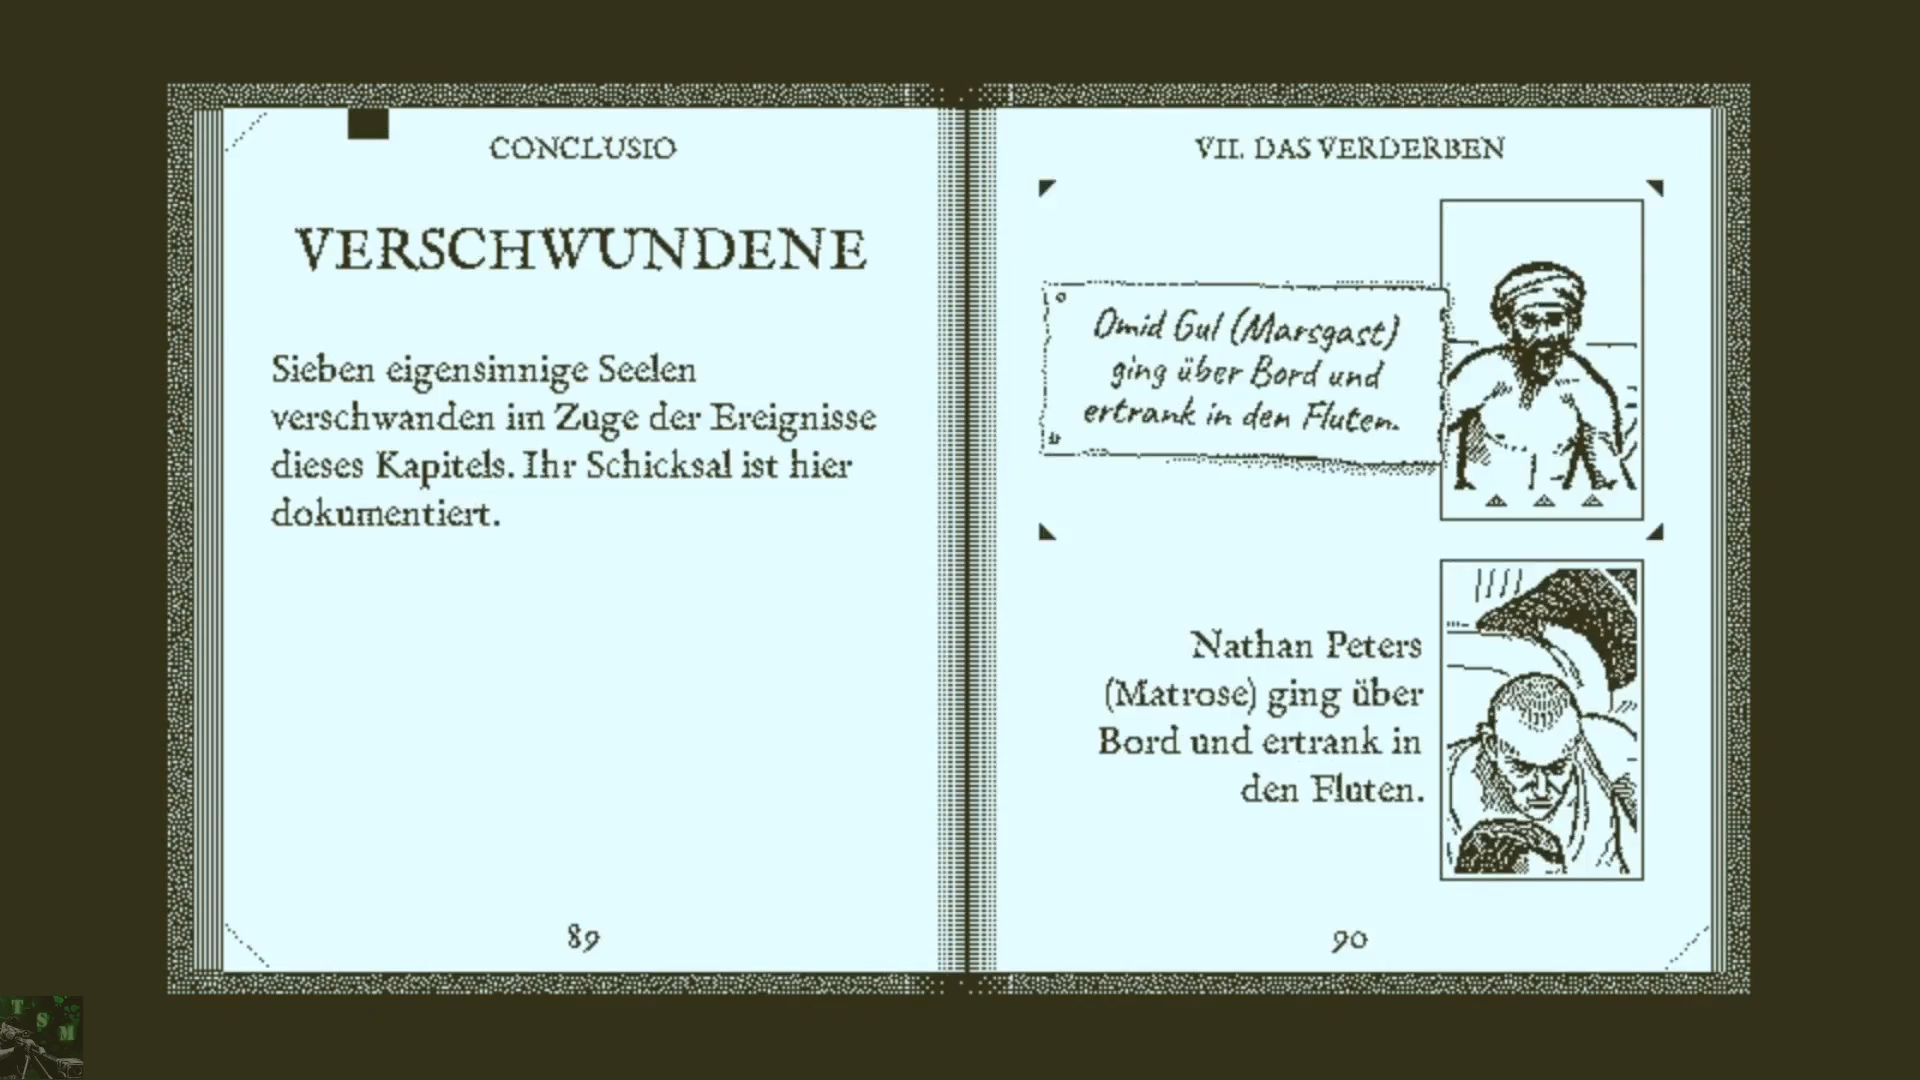 CONCLUSIO
VERSCHWUNDENE
Sieben eigensinnige Seelen
verschwanden im Zuge der Ereignisse
dieses Kapitels. Ihr Schicksal ist hier
dokumentiert.
89
VII. DAS VERDERBEN
Omid Gul (Marsgast)
ging über Bord und
ertrank in den Fluten.
Nathan Peters
(Matrose) ging über
Bord und ertrank in
den Fluten.
90
T S M